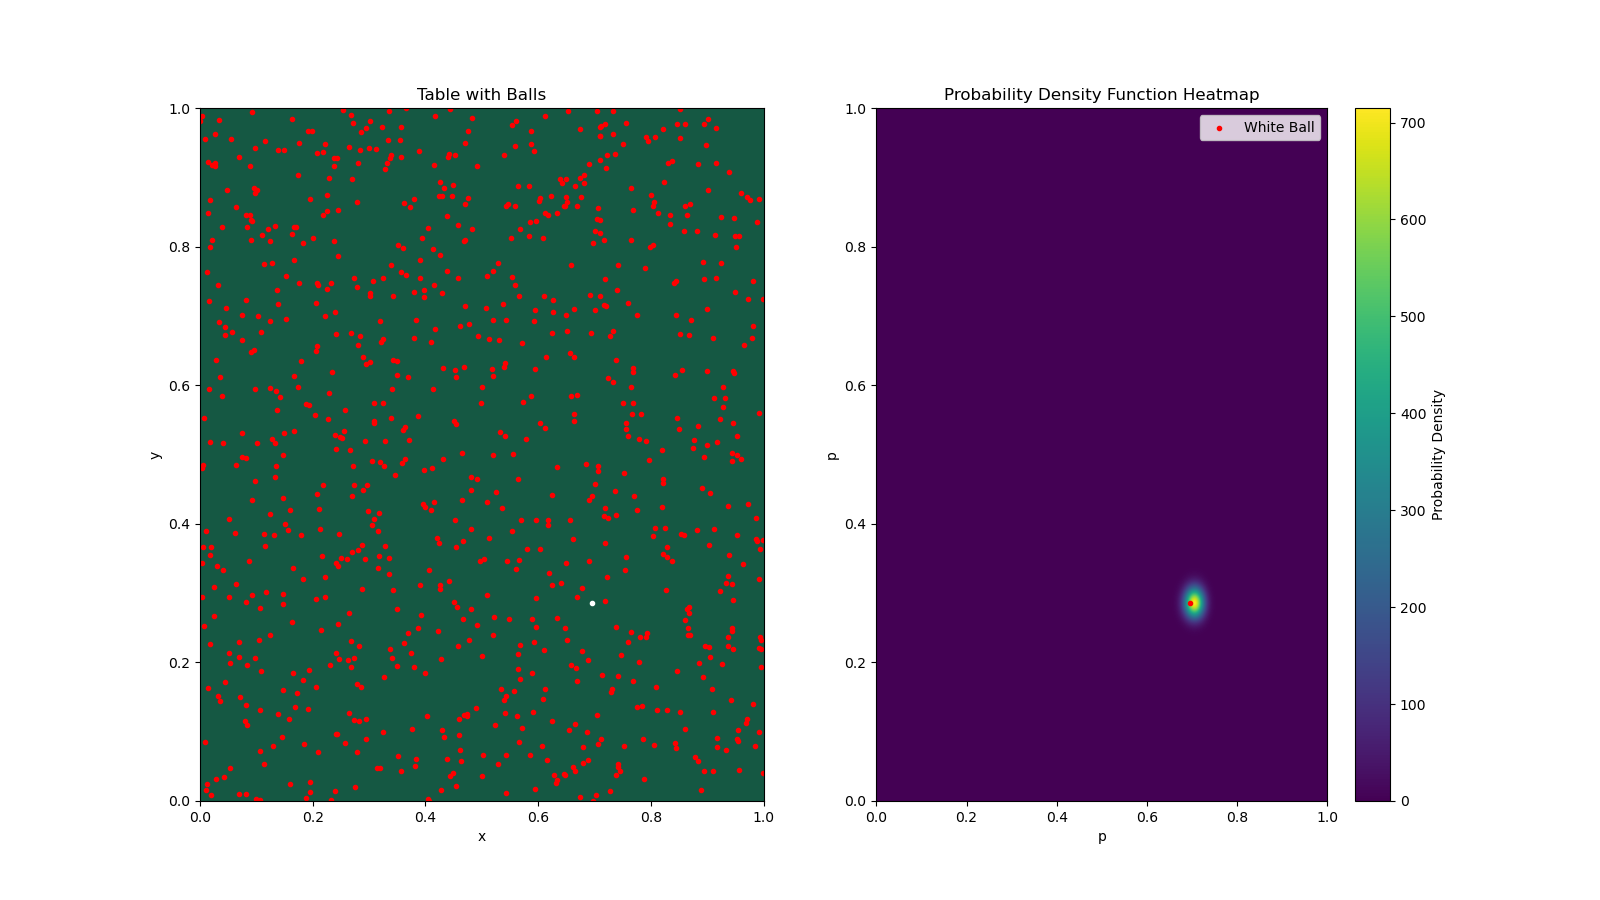 Table with Balls
1.0
0.8
0.6
0.4
0.2
0.0
y
0.0 0.2 0.4 0.6 0.8 1.0
x
Probability Density Function Heatmap
White Ball
1.0
0.8
0.6
0.4
0.2
0.0
p
0.0 0.2 0.4 0.6 0.8 1.0
p
700
600
500
400
300
200
100
0
Probability Density